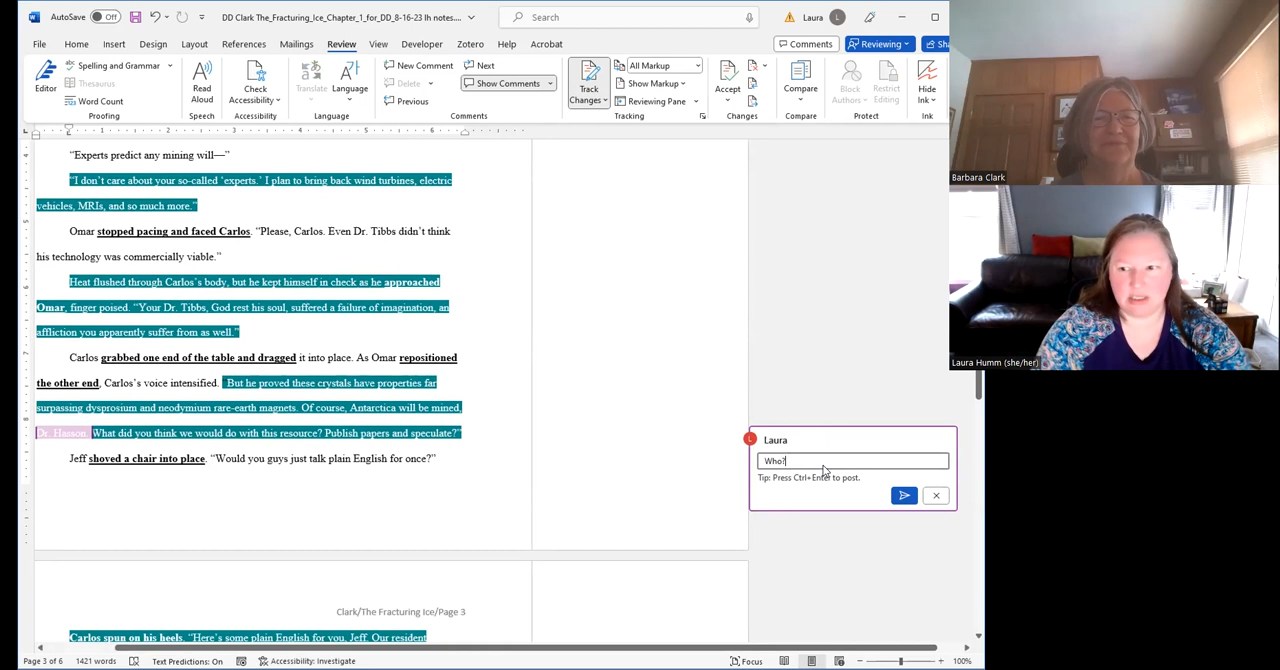 AutoSave Off DD Clark The_Fracturing_Ice_Chapter_1_for_DD_8-16-23 lh notes.... Search Laura L
File Home Insert Design Layout References Mailings Review View Developer Zotero Help Acrobat Comments Reviewing Sha
Editor Spelling and Grammar Thesaurus Word Count Proofing
Read Aloud Speech
Check Accessibility Accessibility
Translate Language Language
New Comment Delete Previous Next Show Comments Comments
Track Changes All Markup Show Markup Reviewing Pane Tracking
Accept Changes
Compare Compare
Block Authors Restrict Editing Protect
Hide Ink Ink
1 2 3 4 5 6
“Experts predict any mining will—”
“I don’t care about your so-called ‘experts.’ I plan to bring back wind turbines, electric
vehicles, MRIs, and so much more.”
Omar stopped pacing and faced Carlos. “Please, Carlos. Even Dr. Tibbs didn’t think
his technology was commercially viable.”
Heat flushed through Carlos’s body, but he kept himself in check as he approached
Omar, finger poised. “Your Dr. Tibbs, God rest his soul, suffered a failure of imagination, an
affliction you apparently suffer from as well.”
Carlos grabbed one end of the table and dragged it into place. As Omar repositioned
the other end, Carlos’s voice intensified. “But he proved these crystals have properties far
surpassing dysprosium and neodymium rare-earth magnets. Of course, Antarctica will be mined,
Dr. Hasson. What did you think we would do with this resource? Publish papers and speculate?”
Jeff shoved a chair into place. “Would you guys just talk plain English for once?”
L Laura
Who?
Tip: Press Ctrl+Enter to post.
Clark/The Fracturing Ice/Page 3
Carlos spun on his heels. “Here’s some plain English for you, Jeff. Our resident
Page 3 of 6 1421 words Text Predictions: On Accessibility: Investigate Focus 100%
Barbara Clark
Laura Humm (she/her)